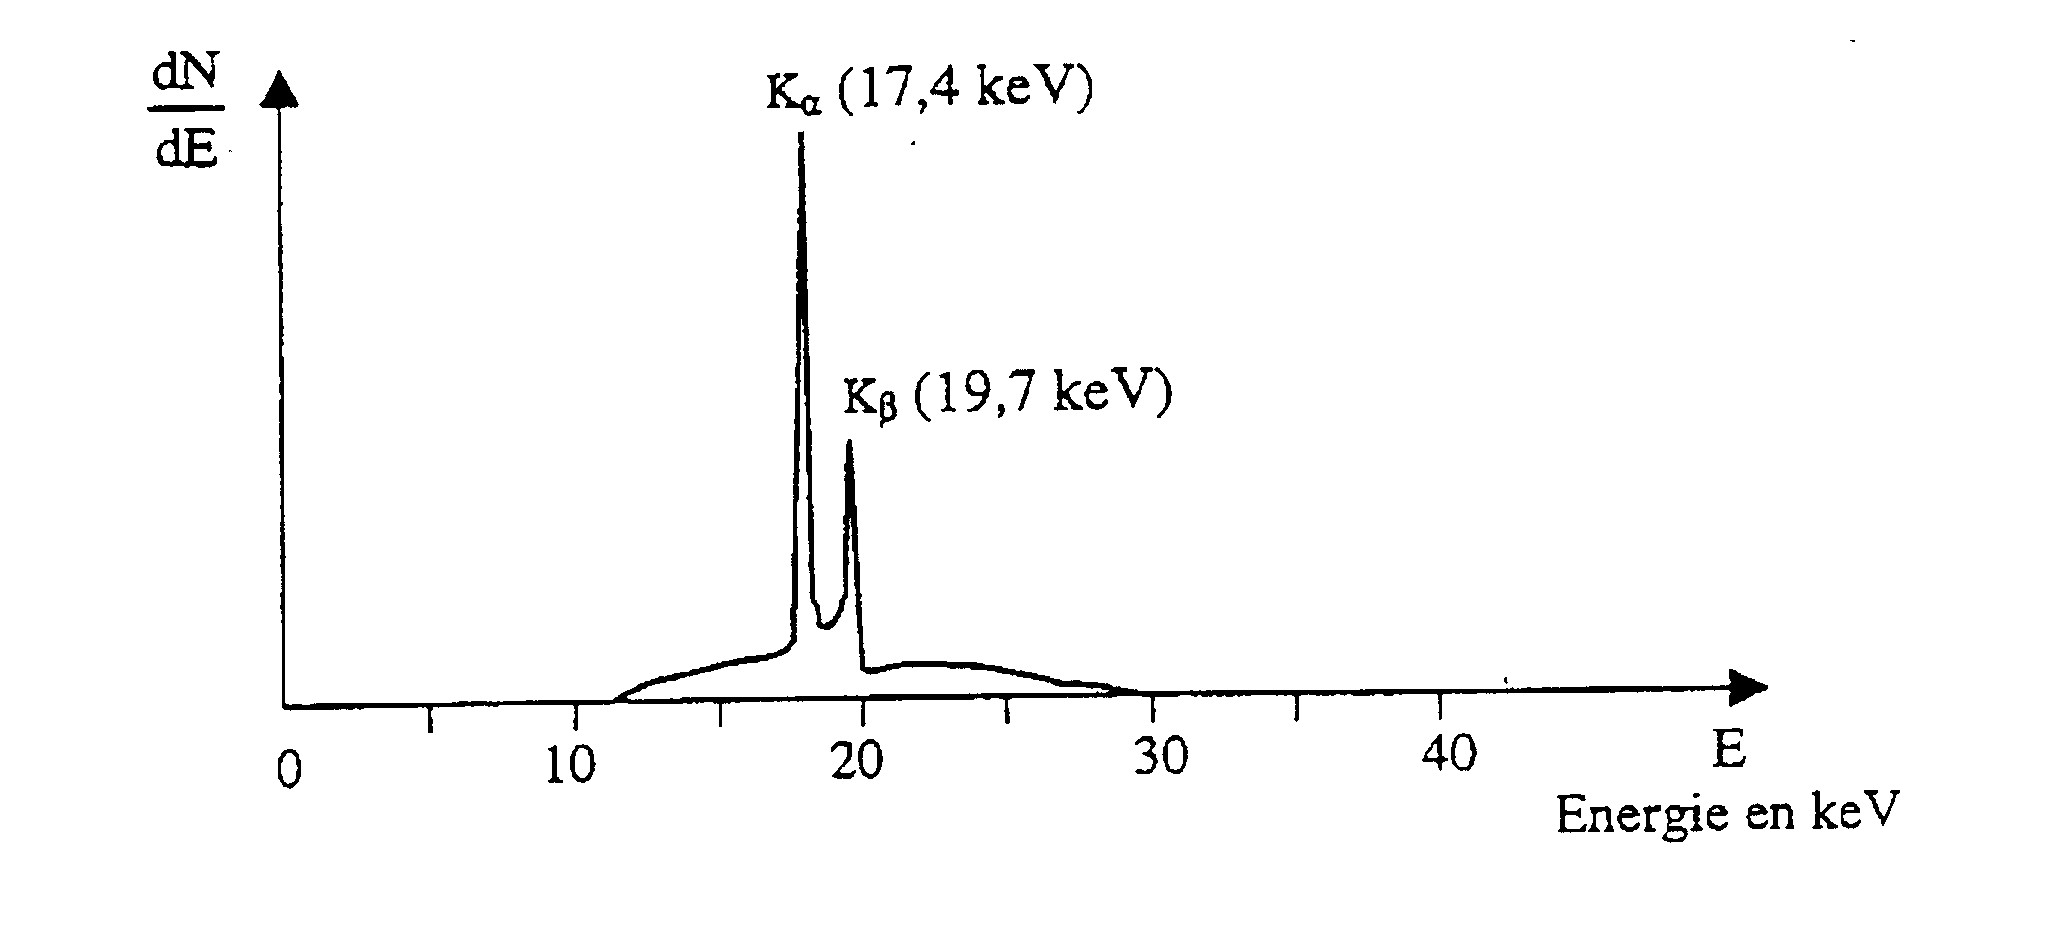 dN
dE
Kα (17,4 keV)
Kβ (19,7 keV)
0 10 20 30 40 E
Energie en keV